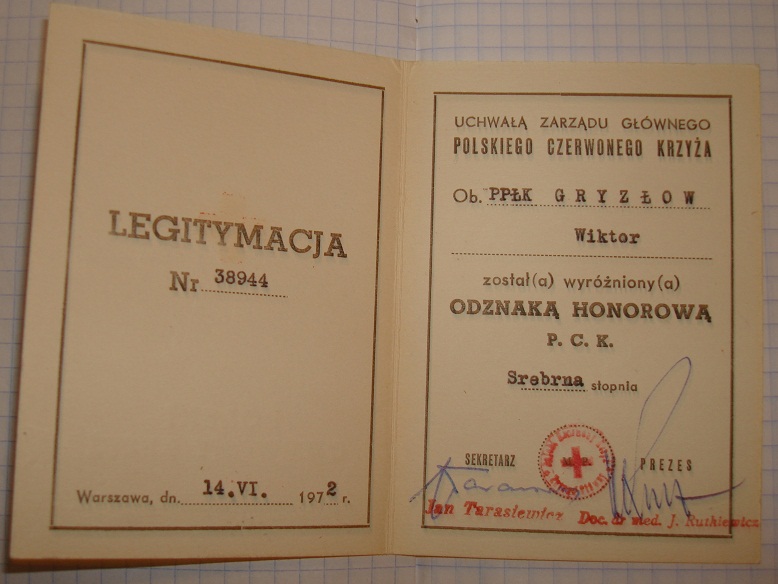 LEGITYMACJA
Nr 38944
Warszawa, dn. 14.VI. 1972 r.
UCHWAŁĄ ZARZĄDU GŁÓWNEGO
POLSKIEGO CZERWONEGO KRZYŻA
Ob. PPŁK GRYZŁOW
Wiktor
został(a) wyróżniony(a)
ODZNAKĄ HONOROWĄ
P. C. K.
Srebrna stopnia
SEKRETARZ PREZES
Jan Tarasiewicz Doc. dr med. J. Rutkiewicz